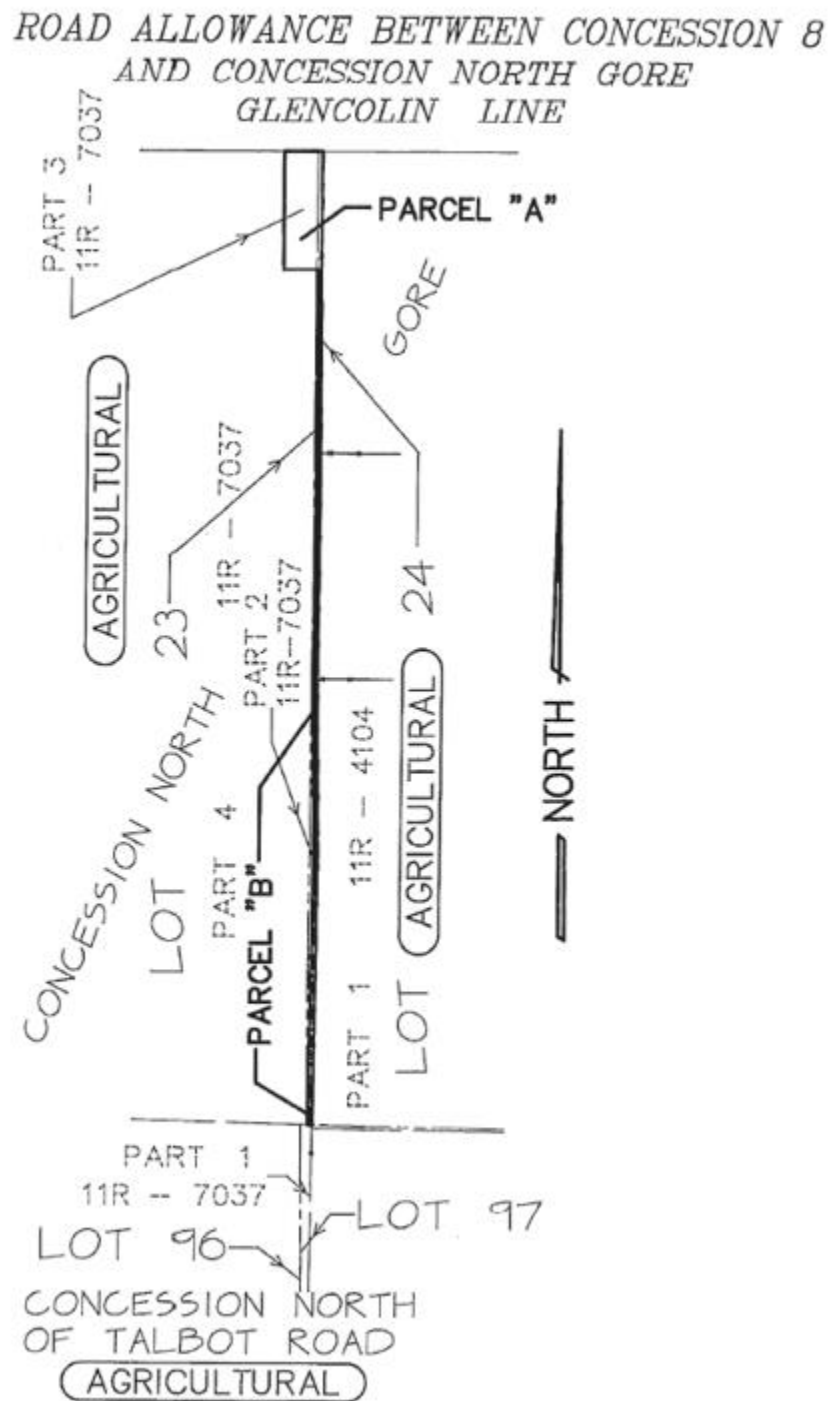 ROAD ALLOWANCE BETWEEN CONCESSION 8
AND CONCESSION NORTH GORE
GLENCOLIN LINE
PART 3
11R -- 7037
PARCEL "A"
GORE
AGRICULTURAL
23
11R -- 7037
PART 2
11R--7037
24
CONCESSION NORTH
LOT
PART 4
PARCEL "B"
11R -- 4104
AGRICULTURAL
PART 1
LOT
NORTH
PART 1
11R -- 7037
LOT 97
LOT 96
CONCESSION NORTH
OF TALBOT ROAD
AGRICULTURAL